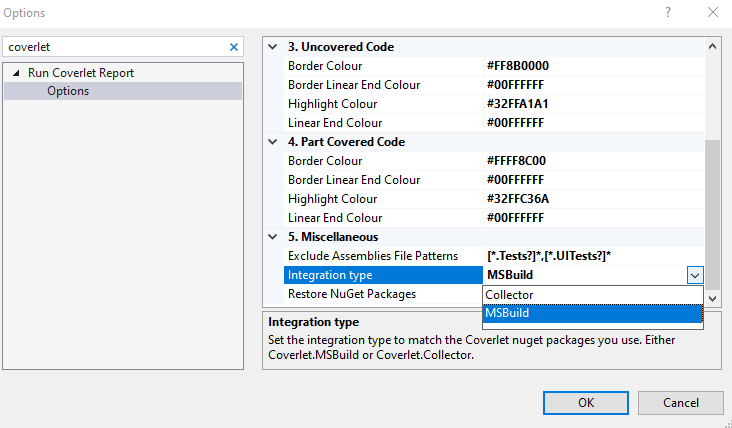 Options
coverlet
Run Coverlet Report
Options
3. Uncovered Code
Border Colour #FF8B0000
Border Linear End Colour #00FFFFFF
Highlight Colour #32FFA1A1
Linear End Colour #00FFFFFF
4. Part Covered Code
Border Colour #FFFF8C00
Border Linear End Colour #00FFFFFF
Highlight Colour #32FFC36A
Linear End Colour #00FFFFFF
5. Miscellaneous
Exclude Assemblies File Patterns [*.Tests?]*,[*.UITests?]*
Integration type MSBuild
Restore NuGet Packages
Collector
MSBuild
Integration type
Set the integration type to match the Coverlet nuget packages you use. Either
Coverlet.MSBuild or Coverlet.Collector.
OK Cancel